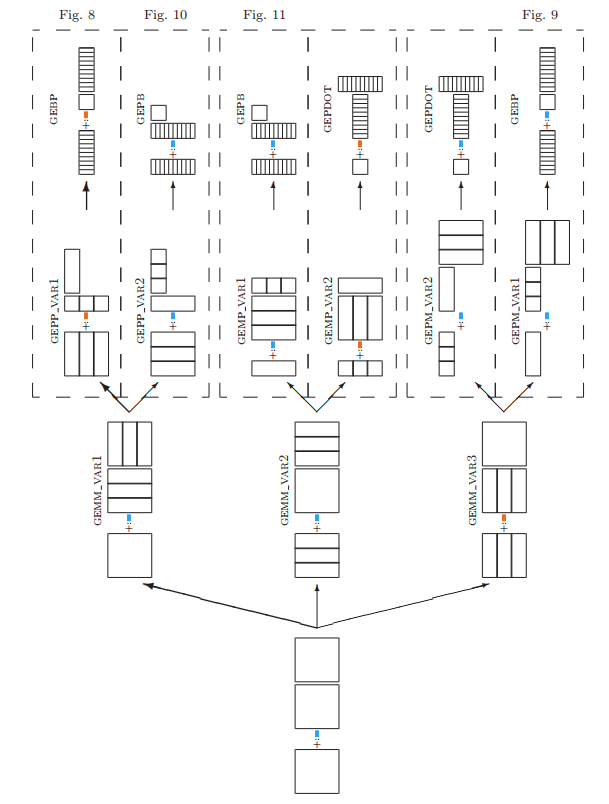 Fig. 8
Fig. 10
Fig. 11
Fig. 9
GEBP
GEPB
GEPB
GEPDOT
GEPDOT
GEBP
+:=
+:=
+:=
+:=
+:=
+:=
GEPP_VAR1
GEPP_VAR2
GEMP_VAR1
GEMP_VAR2
GEPM_VAR2
GEPM_VAR1
+:=
+:=
+:=
+:=
+:=
+:=
GEMM_VAR1
GEMM_VAR2
GEMM_VAR3
+:=
+:=
+:=
+:=